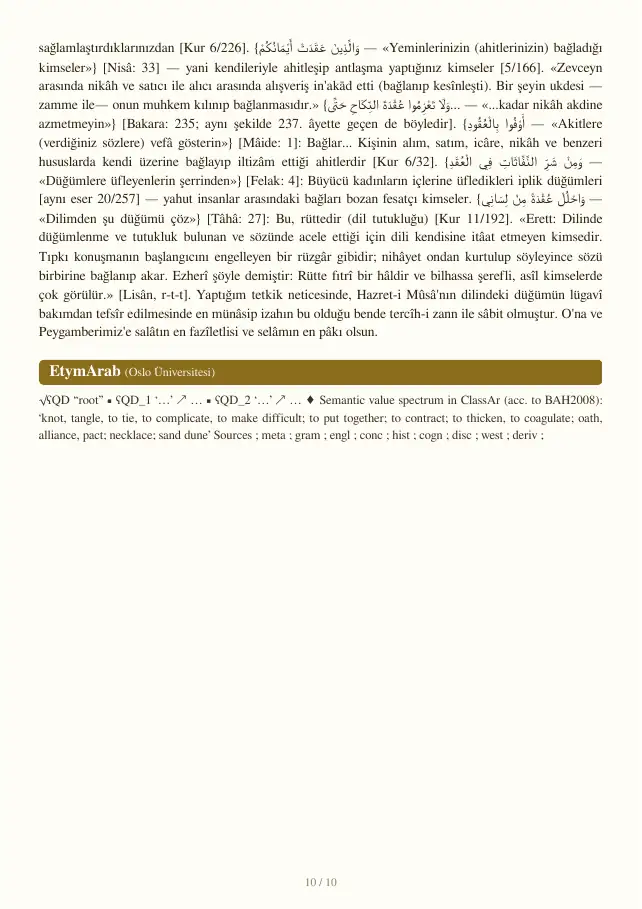 sağlamlaştırdıklarınızdan [Kur 6/226]. {وَالَّذِينَ عَقَدَتْ أَيْمَانُكُمْ — «Yeminlerinizin (ahitlerinizin) bağladığı
kimseler»} [Nisâ: 33] — yani kendileriyle ahitleşip antlaşma yaptığınız kimseler [5/166]. «Zevceyn
arasında nikâh ve satıcı ile alıcı arasında alışveriş in'akād etti (bağlanıp kesînleşti). Bir şeyin ukdesi —
zamme ile— onun muhkem kılınıp bağlanmasıdır.» {وَلَا تَعْزِمُوا عُقْدَةَ النِّكَاحِ حَتَّى... — «...kadar nikâh akdine
azmetmeyin»} [Bakara: 235; aynı şekilde 237. âyette geçen de böyledir]. {أَوْفُوا بِالْعُقُودِ — «Akitlere
(verdiğiniz sözlere) vefâ gösterin»} [Mâide: 1]: Bağlar... Kişinin alım, satım, icâre, nikâh ve benzeri
hususlarda kendi üzerine bağlayıp iltizâm ettiği ahitlerdir [Kur 6/32]. {وَمِنْ شَرِّ النَّفَّاثَاتِ فِي الْعُقَدِ —
«Düğümlere üfleyenlerin şerrinden»} [Felak: 4]: Büyücü kadınların içlerine üfledikleri iplik düğümleri
[aynı eser 20/257] — yahut insanlar arasındaki bağları bozan fesatçı kimseler. {وَاحْلُلْ عُقْدَةً مِنْ لِسَانِي —
«Dilimden şu düğümü çöz»} [Tâhâ: 27]: Bu, rüttedir (dil tutukluğu) [Kur 11/192]. «Erett: Dilinde
düğümlenme ve tutukluk bulunan ve sözünde acele ettiği için dili kendisine itâat etmeyen kimsedir.
Tıpkı konuşmanın başlangıcını engelleyen bir rüzgâr gibidir; nihâyet ondan kurtulup söyleyince sözü
birbirine bağlanıp akar. Ezherî şöyle demiştir: Rütte fıtrî bir hâldir ve bilhassa şerefli, asîl kimselerde
çok görülür.» [Lisân, r-t-t]. Yaptığım tetkik neticesinde, Hazret-i Mûsâ'nın dilindeki düğümün lügavî
bakımdan tefsîr edilmesinde en münâsip izahın bu olduğu bende tercîh-i zann ile sâbit olmuştur. O'na ve
Peygamberimiz'e salâtın en fazîletlisi ve selâmın en pâkı olsun.
EtymArab (Oslo Üniversitesi)
√ʕQD “root” ▪ ʕQD_1 ‘…’ ↗ … ▪ ʕQD_2 ‘…’ ↗ … ♦ Semantic value spectrum in ClassAr (acc. to BAH2008):
‘knot, tangle, to tie, to complicate, to make difficult; to put together; to contract; to thicken, to coagulate; oath,
alliance, pact; necklace; sand dune’ Sources ; meta ; gram ; engl ; conc ; hist ; cogn ; disc ; west ; deriv ;
10 / 10